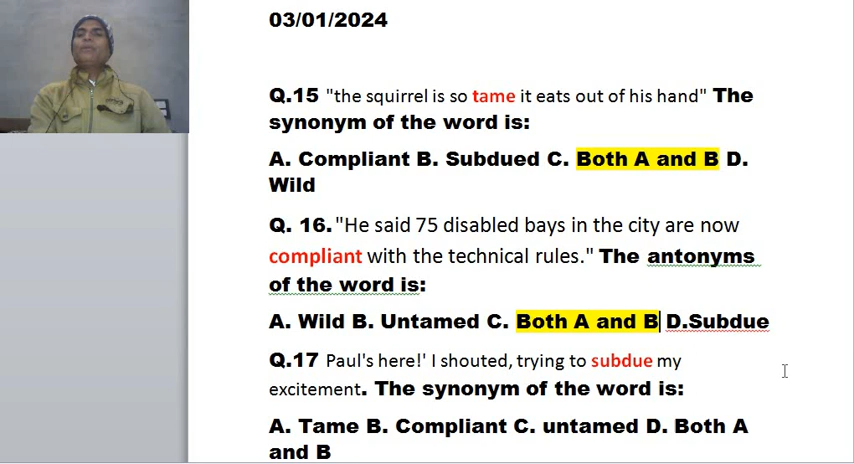 03/01/2024
Q.15 "the squirrel is so tame it eats out of his hand" The
synonym of the word is:
A. Compliant B. Subdued C. Both A and B D.
Wild
Q. 16."He said 75 disabled bays in the city are now
compliant with the technical rules." The antonyms
of the word is:
A. Wild B. Untamed C. Both A and B D.Subdue
Q.17 Paul's here!' I shouted, trying to subdue my
excitement. The synonym of the word is:
A. Tame B. Compliant C. untamed D. Both A
and B